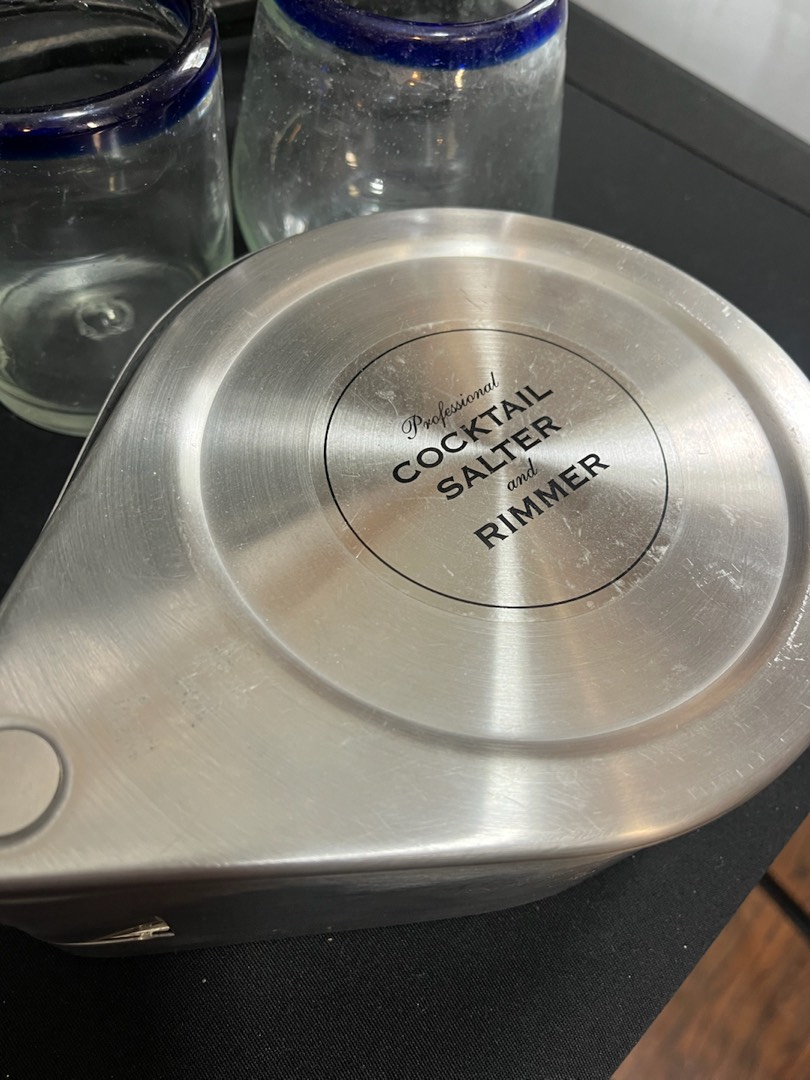 Professional
COCKTAIL
SALTER
and
RIMMER